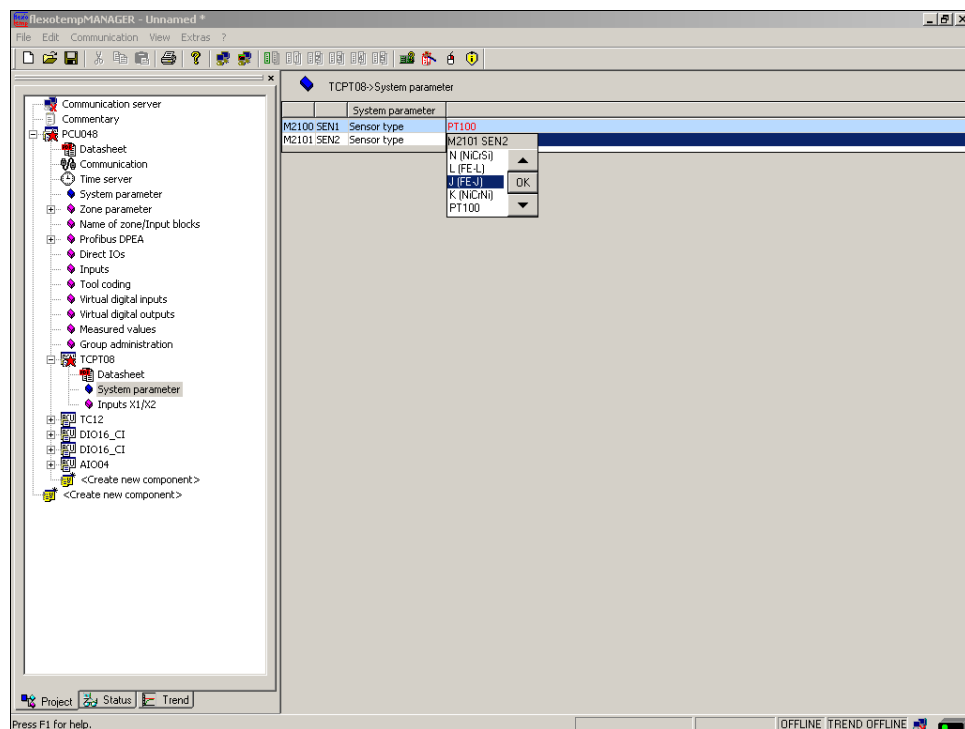 flexotempMANAGER - Unnamed *
File Edit Communication View Extras ?
TCPT08->System parameter
System parameter
M2100 SEN1 Sensor type PT100
M2101 SEN2 Sensor type
M2101 SEN2
N (NiCrSi)
L (FE-L)
J (FE-J)
K (NiCrNi)
PT100
OK
Communication server
Commentary
PCU048
Datasheet
Communication
Time server
System parameter
Zone parameter
Name of zone/Input blocks
Profibus DPEA
Direct IOs
Inputs
Tool coding
Virtual digital inputs
Virtual digital outputs
Measured values
Group administration
TCPT08
Datasheet
System parameter
Inputs X1/X2
TC12
DIO16_CI
DIO16_CI
AIO04
<Create new component>
<Create new component>
Project Status Trend
Press F1 for help.
OFFLINE TREND OFFLINE